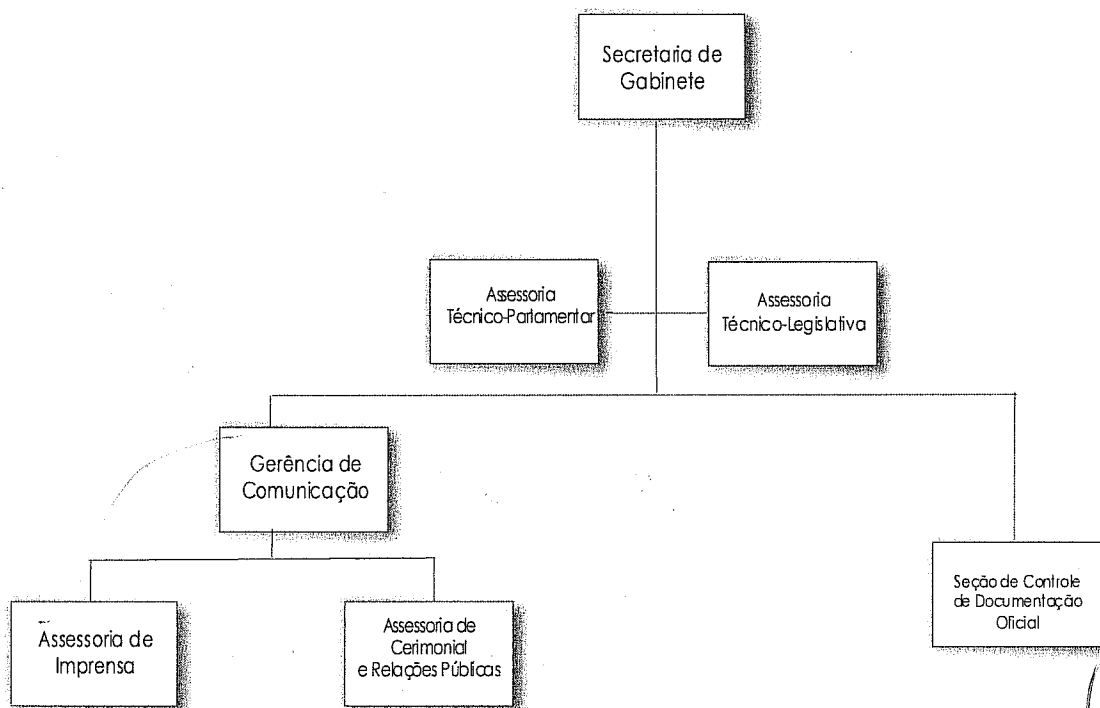 Secretaria de
Gabinete
Assessoria
Técnico-Parlamentar
Assessoria
Técnico-Legislativa
Gerência de
Comunicação
Seção de Controle
de Documentação
Oficial
Assessoria de
Imprensa
Assessoria de
Cerimonial
e Relações Públicas